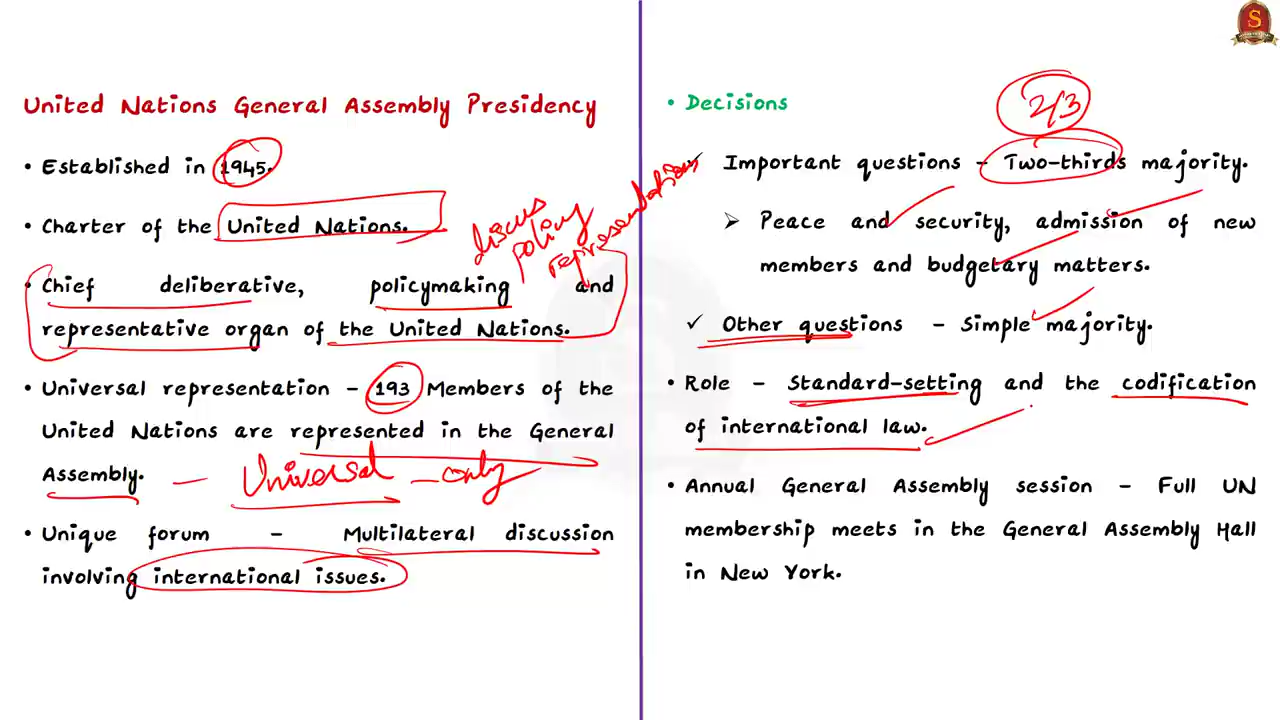 United Nations General Assembly Presidency
• Established in 1945.
• Charter of the United Nations.
discus
policy
representation
• Chief deliberative, policymaking and
representative organ of the United Nations.
• Universal representation - 193 Members of the
United Nations are represented in the General
Assembly. - Universal - only
• Unique forum - Multilateral discussion
involving international issues.
• Decisions
2/3
✓ Important questions - Two-thirds majority.
➢ Peace and security, admission of new
members and budgetary matters.
✓ Other questions - Simple majority.
• Role - Standard-setting and the codification
of international law.
• Annual General Assembly session - Full UN
membership meets in the General Assembly Hall
in New York.